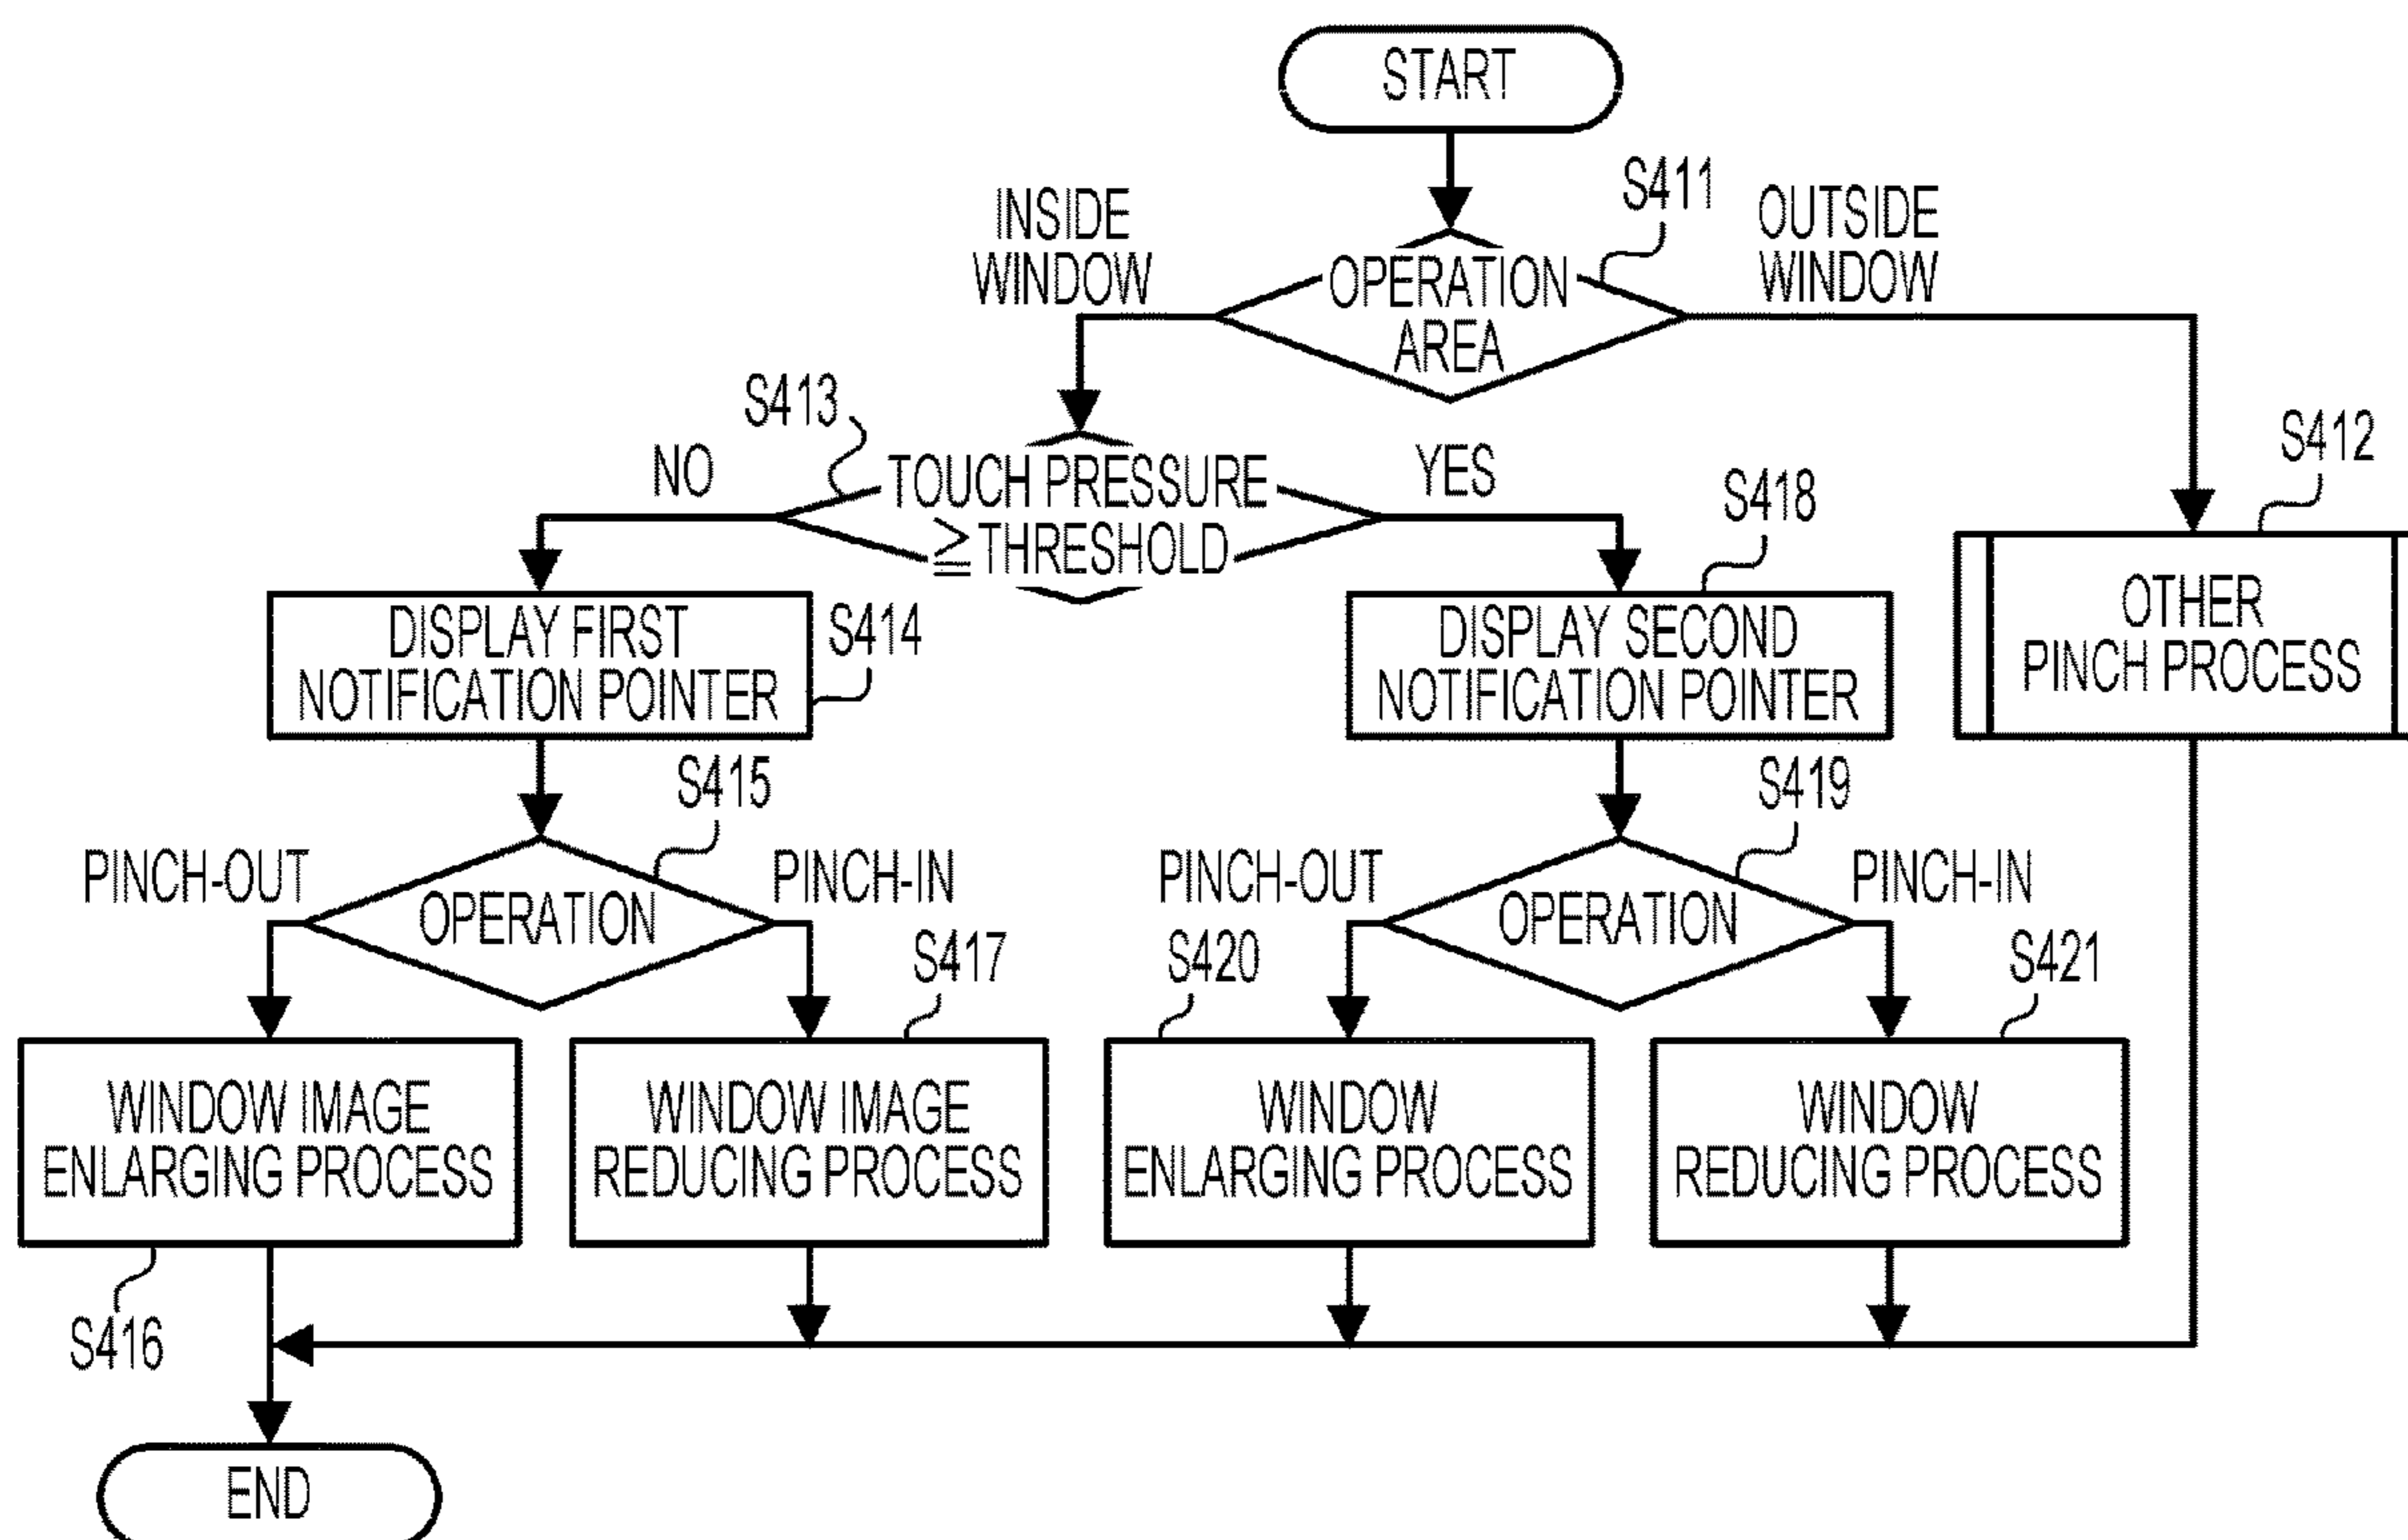 START
S411
INSIDE
WINDOW
OUTSIDE
WINDOW
OPERATION
AREA
S413
S412
NO
TOUCH PRESSURE
≧ THRESHOLD
YES
S418
DISPLAY FIRST
NOTIFICATION POINTER
S414
DISPLAY SECOND
NOTIFICATION POINTER
OTHER
PINCH PROCESS
S415
S419
PINCH-OUT
OPERATION
PINCH-IN
PINCH-OUT
OPERATION
PINCH-IN
S417
S420
S421
WINDOW IMAGE
ENLARGING PROCESS
WINDOW IMAGE
REDUCING PROCESS
WINDOW
ENLARGING PROCESS
WINDOW
REDUCING PROCESS
S416
END